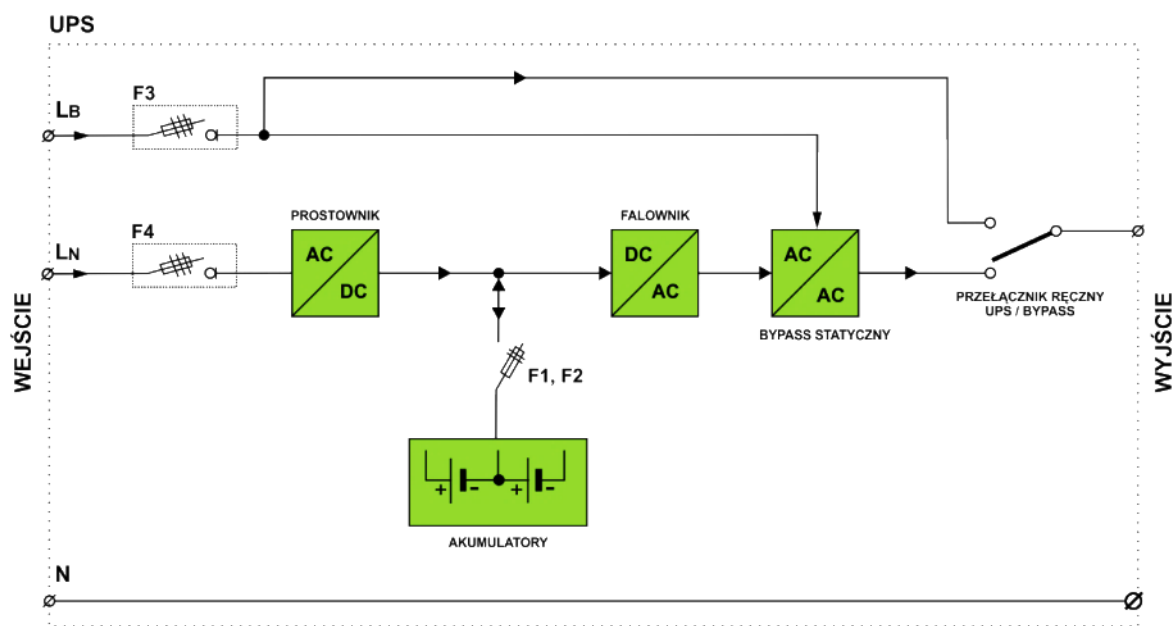 UPS
F3
LB
PROSTOWNIK
FALOWNIK
F4
LN
AC
DC
DC
AC
AC
AC
PRZEŁĄCZNIK RĘCZNY
UPS / BYPASS
BYPASS STATYCZNY
WEJŚCIE
WYJŚCIE
F1, F2
+ - + -
AKUMULATORY
N